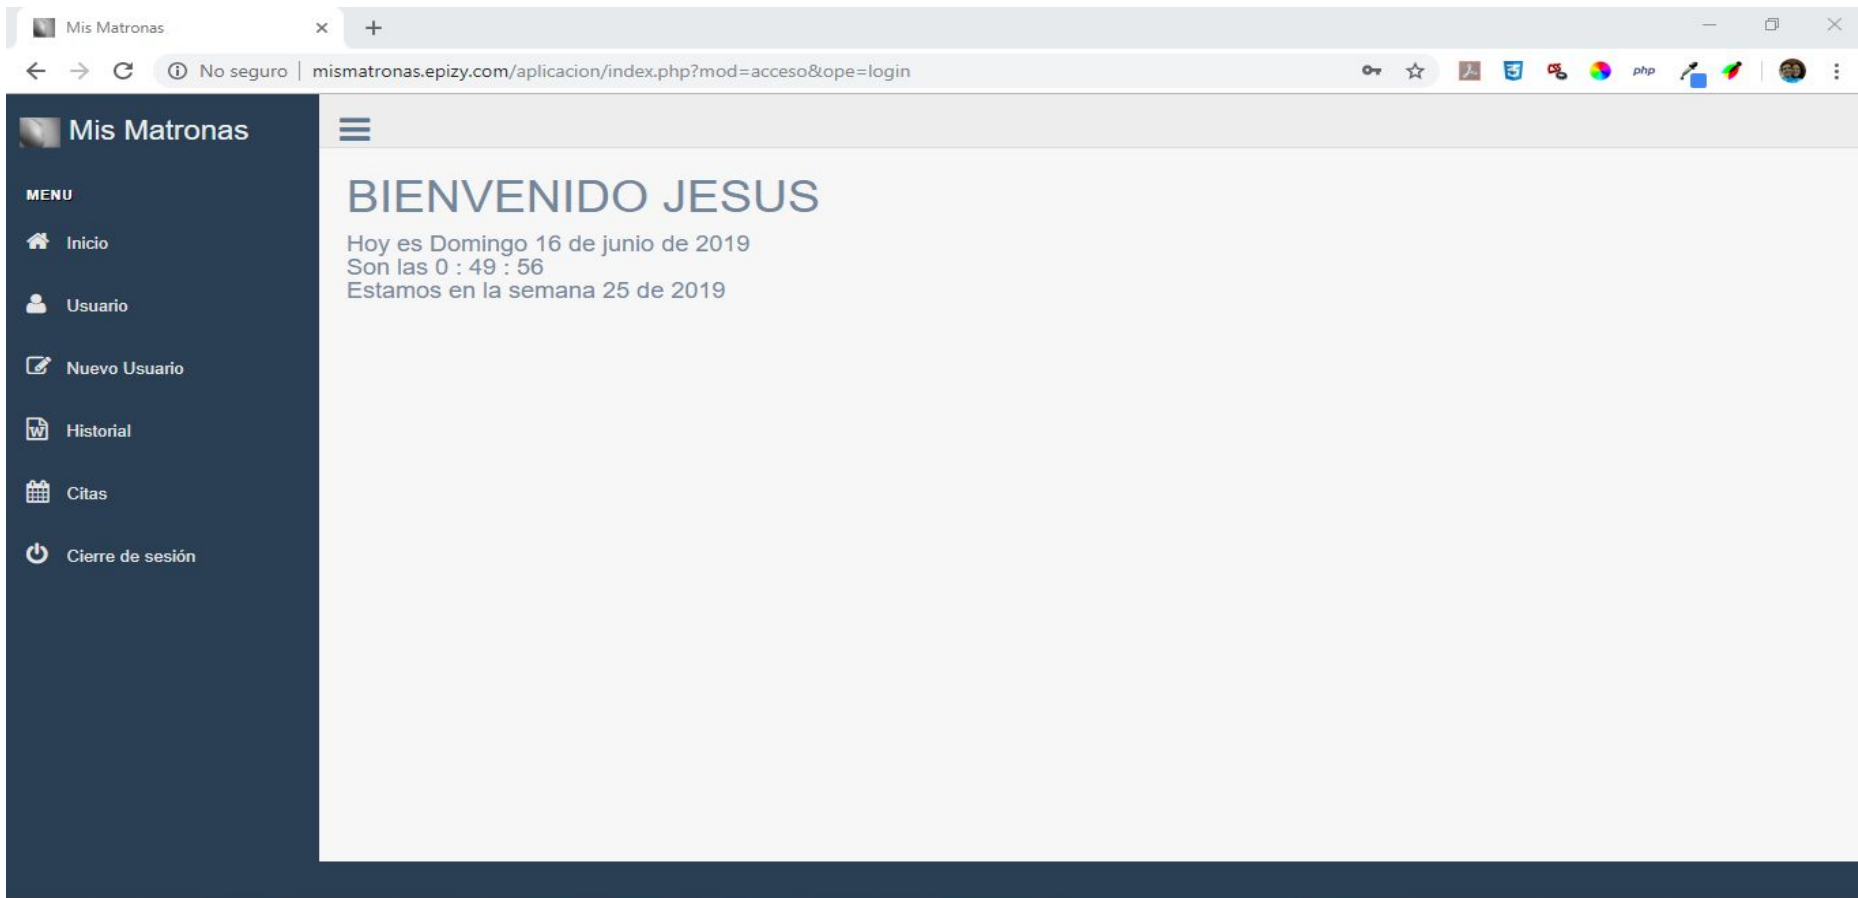 Mis Matronas
No seguro | mismatronas.epizy.com/aplicacion/index.php?mod=acceso&ope=login
php
Mis Matronas
MENU
Inicio
Usuario
Nuevo Usuario
Historial
Citas
Cierre de sesión
BIENVENIDO JESUS
Hoy es Domingo 16 de junio de 2019
Son las 0 : 49 : 56
Estamos en la semana 25 de 2019